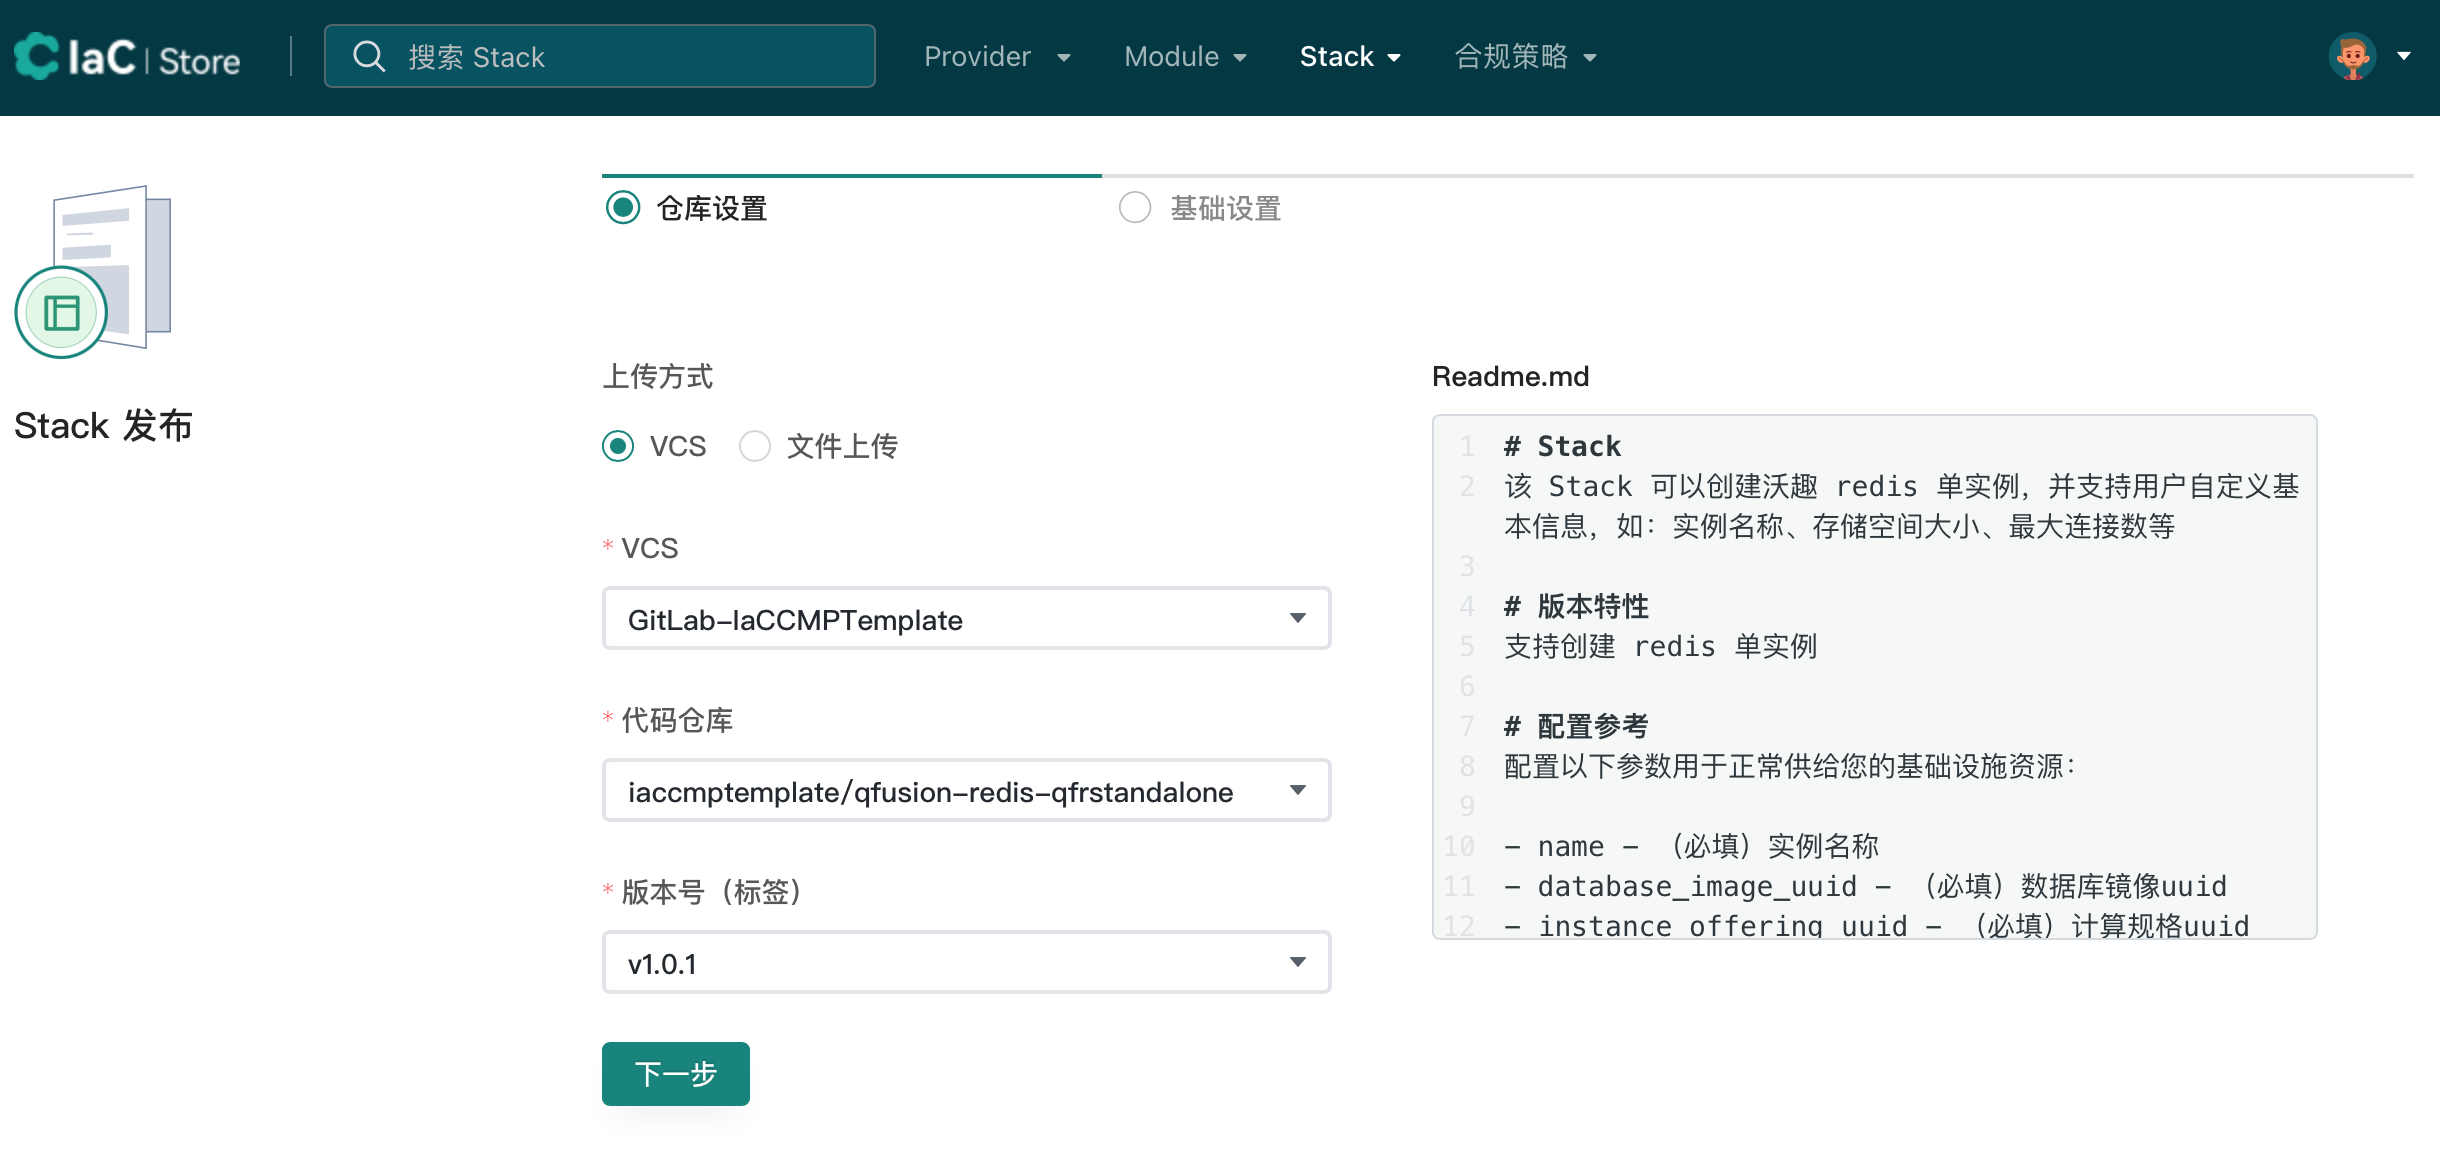 IaC | Store
搜索 Stack
Provider
Module
Stack
合规策略
Stack 发布
仓库设置
基础设置
上传方式
VCS
文件上传
* VCS
GitLab-IaCCMPTemplate
* 代码仓库
iaccmptemplate/qfusion-redis-qfrstandalone
* 版本号（标签）
v1.0.1
下一步
Readme.md
1 # Stack
2 该 Stack 可以创建沃趣 redis 单实例，并支持用户自定义基
本信息，如：实例名称、存储空间大小、最大连接数等
3
4 # 版本特性
5 支持创建 redis 单实例
6
7 # 配置参考
8 配置以下参数用于正常供给您的基础设施资源：
9
10 - name - （必填）实例名称
11 - database_image_uuid - （必填）数据库镜像uuid
12 - instance_offering_uuid - （必填）计算规格uuid